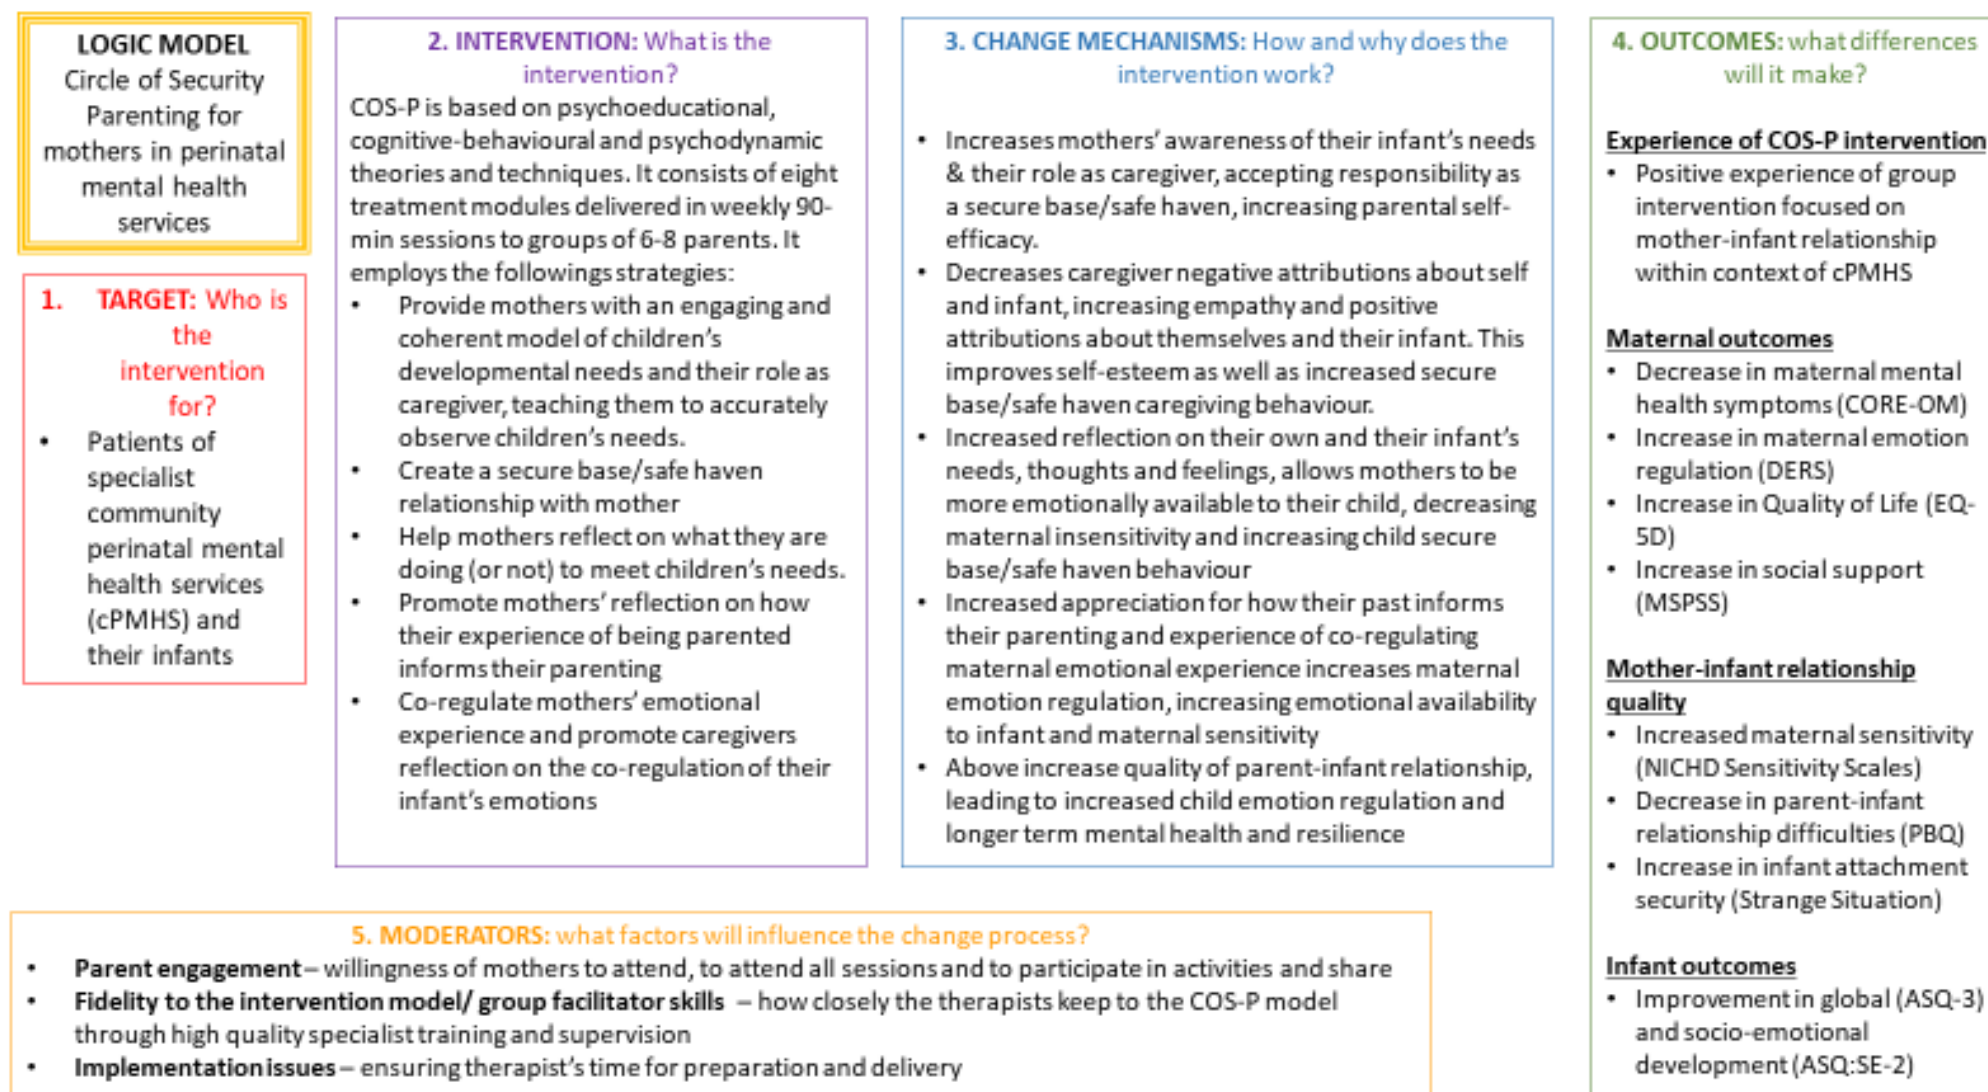 LOGIC MODEL
Circle of Security
Parenting for
mothers in perinatal
mental health
services
1. TARGET: Who is
the
intervention
for?
• Patients of
specialist
community
perinatal mental
health services
(cPMHS) and
their infants
2. INTERVENTION: What is the
intervention?
COS-P is based on psychoeducational,
cognitive-behavioural and psychodynamic
theories and techniques. It consists of eight
treatment modules delivered in weekly 90-
min sessions to groups of 6-8 parents. It
employs the followings strategies:
• Provide mothers with an engaging and
coherent model of children's
developmental needs and their role as
caregiver, teaching them to accurately
observe children's needs.
• Create a secure base/safe haven
relationship with mother
• Help mothers reflect on what they are
doing (or not) to meet children's needs.
• Promote mothers' reflection on how
their experience of being parented
informs their parenting
• Co-regulate mothers' emotional
experience and promote caregivers
reflection on the co-regulation of their
infant's emotions
3. CHANGE MECHANISMS: How and why does the
intervention work?
• Increases mothers' awareness of their infant's needs
& their role as caregiver, accepting responsibility as
a secure base/safe haven, increasing parental self-
efficacy.
• Decreases caregiver negative attributions about self
and infant, increasing empathy and positive
attributions about themselves and their infant. This
improves self-esteem as well as increased secure
base/safe haven caregiving behaviour.
• Increased reflection on their own and their infant's
needs, thoughts and feelings, allows mothers to be
more emotionally available to their child, decreasing
maternal insensitivity and increasing child secure
base/safe haven behaviour
• Increased appreciation for how their past informs
their parenting and experience of co-regulating
maternal emotional experience increases maternal
emotion regulation, increasing emotional availability
to infant and maternal sensitivity
• Above increase quality of parent-infant relationship,
leading to increased child emotion regulation and
longer term mental health and resilience
4. OUTCOMES: what differences
will it make?
Experience of COS-P intervention
• Positive experience of group
intervention focused on
mother-infant relationship
within context of cPMHS
Maternal outcomes
• Decrease in maternal mental
health symptoms (CORE-OM)
• Increase in maternal emotion
regulation (DERS)
• Increase in Quality of Life (EQ-
5D)
• Increase in social support
(MSPSS)
Mother-infant relationship
quality
• Increased maternal sensitivity
(NICHD Sensitivity Scales)
• Decrease in parent-infant
relationship difficulties (PBQ)
• Increase in infant attachment
security (Strange Situation)
Infant outcomes
• Improvement in global (ASQ-3)
and socio-emotional
development (ASQ:SE-2)
5. MODERATORS: what factors will influence the change process?
• Parent engagement – willingness of mothers to attend, to attend all sessions and to participate in activities and share
• Fidelity to the intervention model/ group facilitator skills – how closely the therapists keep to the COS-P model
through high quality specialist training and supervision
• Implementation issues – ensuring therapist's time for preparation and delivery